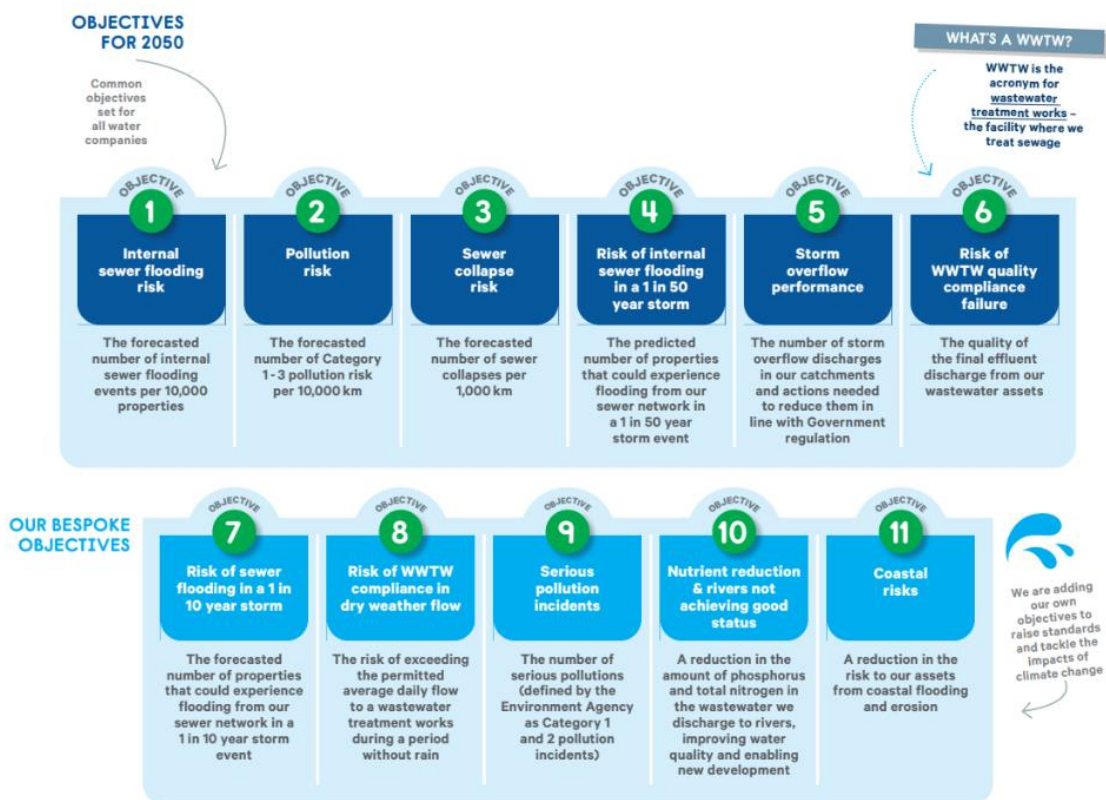 OBJECTIVES
FOR 2050
Common
objectives
set for
all water
companies
WHAT'S A WWTW?
WWTW is the
acronym for
wastewater
treatment works –
the facility where we
treat sewage
OBJECTIVE
1
Internal
sewer flooding
risk
The forecasted
number of internal
sewer flooding
events per 10,000
properties
OBJECTIVE
2
Pollution
risk
The forecasted
number of Category
1-3 pollution risk
per 10,000 km
OBJECTIVE
3
Sewer
collapse
risk
The forecasted
number of sewer
collapses per
1,000 km
OBJECTIVE
4
Risk of internal
sewer flooding
in a 1 in 50
year storm
The predicted
number of properties
that could experience
flooding from our
sewer network in
a 1 in 50 year
storm event
OBJECTIVE
5
Storm
overflow
performance
The number of storm
overflow discharges
in our catchments
and actions needed
to reduce them in
line with Government
regulation
OBJECTIVE
6
Risk of
WWTW quality
compliance
failure
The quality
of the final effluent
discharge from our
wastewater assets
OUR BESPOKE
OBJECTIVES
OBJECTIVE
7
Risk of sewer
flooding in a 1 in
10 year storm
The forecasted
number of properties
that could experience
flooding from our
sewer network in a
1 in 10 year storm
event
OBJECTIVE
8
Risk of WWTW
compliance in
dry weather flow
The risk of exceeding
the permitted
average daily flow
to a wastewater
treatment works
during a period
without rain
OBJECTIVE
9
Serious
pollution
incidents
The number of
serious pollutions
(defined by the
Environment Agency
as Category 1
and 2 pollution
incidents)
OBJECTIVE
10
Nutrient reduction
& rivers not
achieving good
status
A reduction in the
amount of phosphorus
and total nitrogen in
the wastewater we
discharge to rivers,
improving water
quality and enabling
new development
OBJECTIVE
11
Coastal
risks
A reduction in the
risk to our assets
from coastal flooding
and erosion
We are adding
our own
objectives to
raise standards
and tackle the
impacts of
climate change